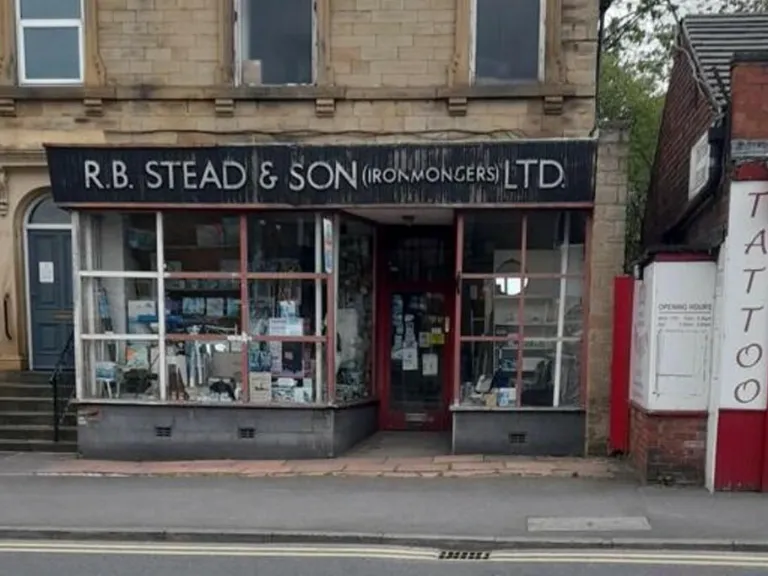 R.B. STEAD & SON (IRONMONGERS) LTD.
OPENING HOURS
TATTOO